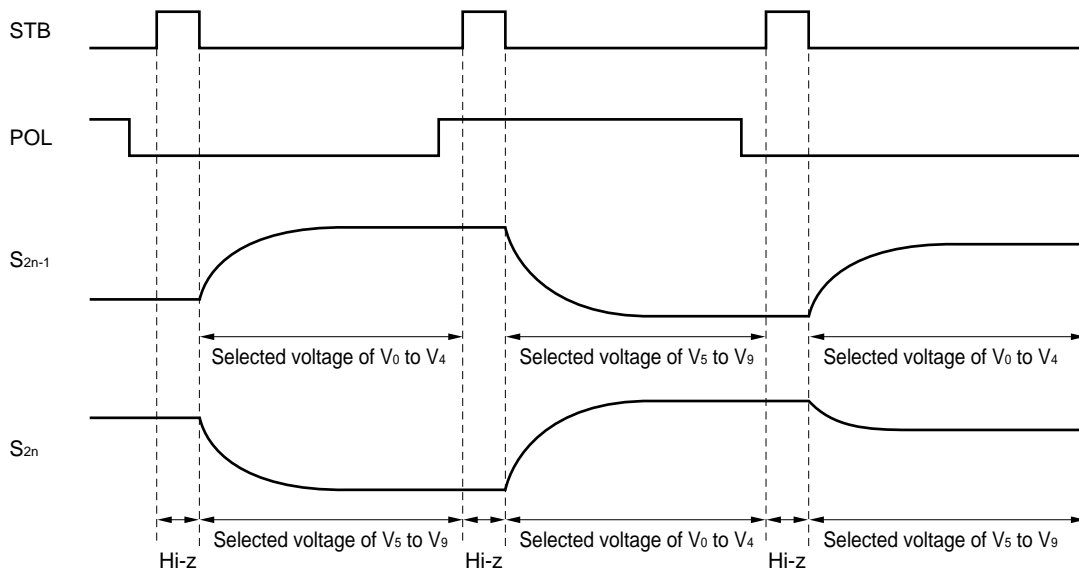 STB
POL
S2n-1
Selected voltage of V0 to V4 Selected voltage of V5 to V9 Selected voltage of V0 to V4
S2n
Selected voltage of V5 to V9 Selected voltage of V0 to V4 Selected voltage of V5 to V9
Hi-z Hi-z Hi-z